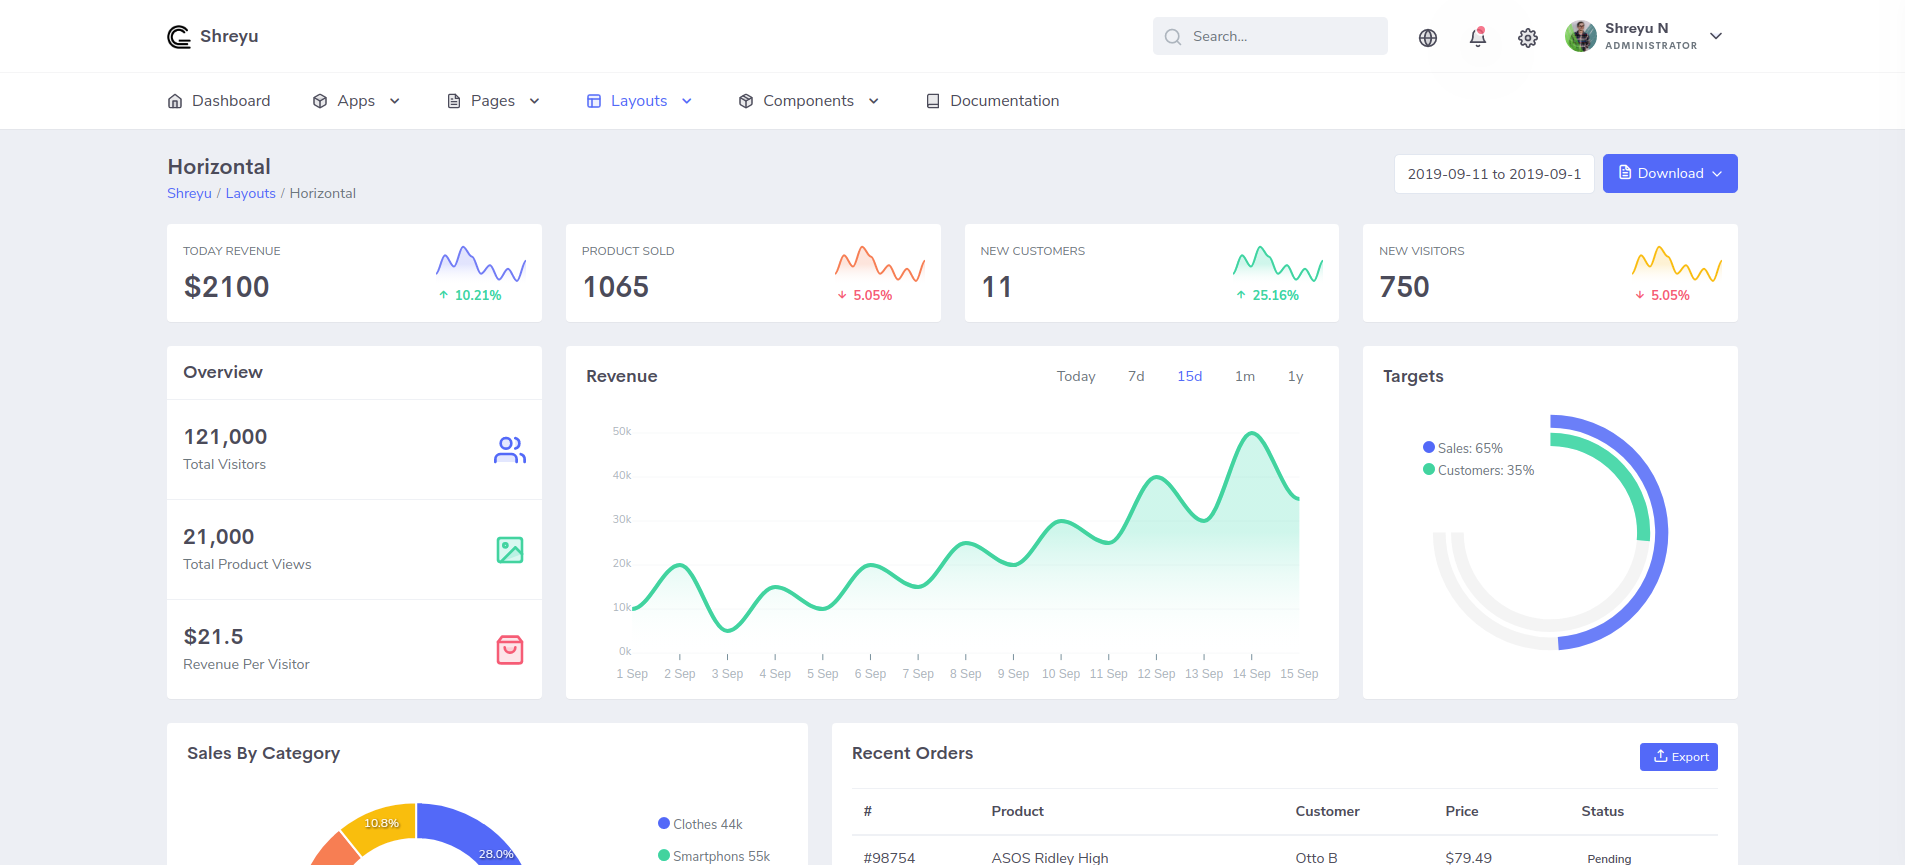 Shreyu
Search...
Shreyu N
ADMINISTRATOR
Dashboard Apps Pages Layouts Components Documentation
Horizontal
Shreyu / Layouts / Horizontal
2019-09-11 to 2019-09-1
Download
TODAY REVENUE
$2100
10.21%
PRODUCT SOLD
1065
5.05%
NEW CUSTOMERS
11
25.16%
NEW VISITORS
750
5.05%
Overview
121,000
Total Visitors
21,000
Total Product Views
$21.5
Revenue Per Visitor
Revenue
Today 7d 15d 1m 1y
50k
40k
30k
20k
10k
0k
1 Sep 2 Sep 3 Sep 4 Sep 5 Sep 6 Sep 7 Sep 8 Sep 9 Sep 10 Sep 11 Sep 12 Sep 13 Sep 14 Sep 15 Sep
Targets
Sales: 65%
Customers: 35%
Sales By Category
10.8%
28.0%
Clothes 44k
Smartphons 55k
Recent Orders
Export
# Product Customer Price Status
#98754 ASOS Ridley High Otto B $79.49 Pending